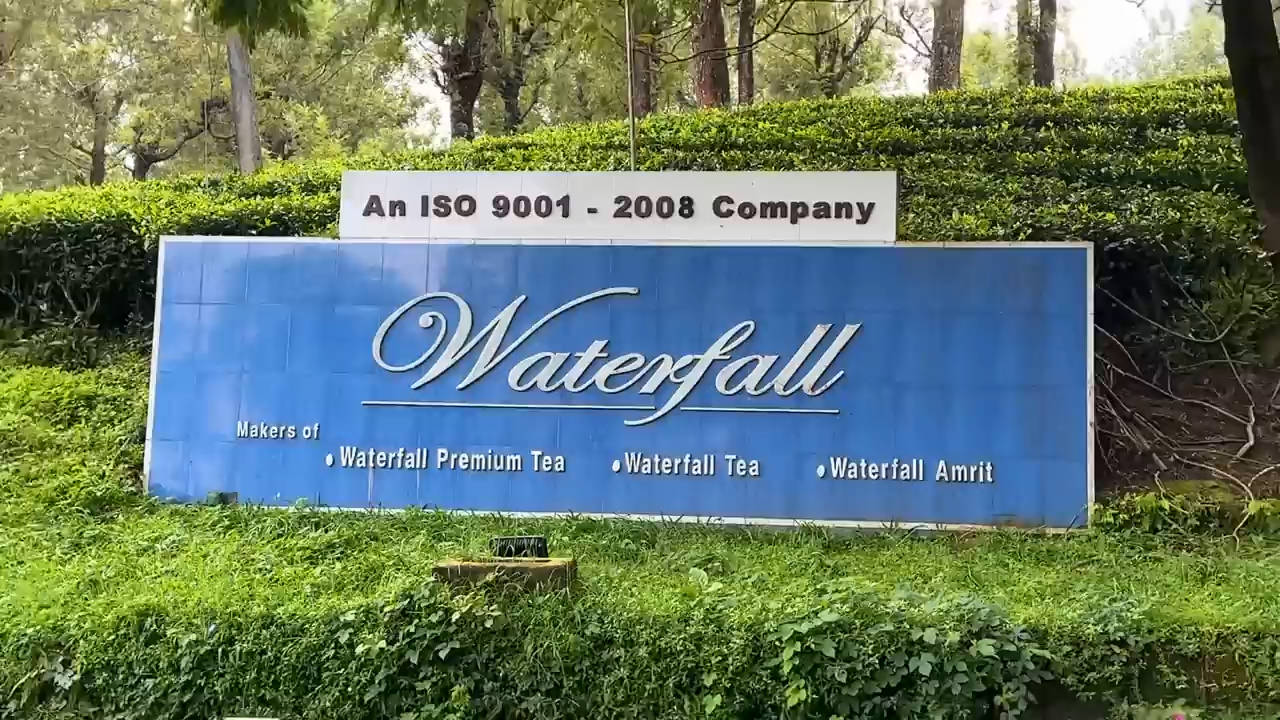 An ISO 9001 - 2008 Company
Waterfall
Makers of
• Waterfall Premium Tea • Waterfall Tea • Waterfall Amrit